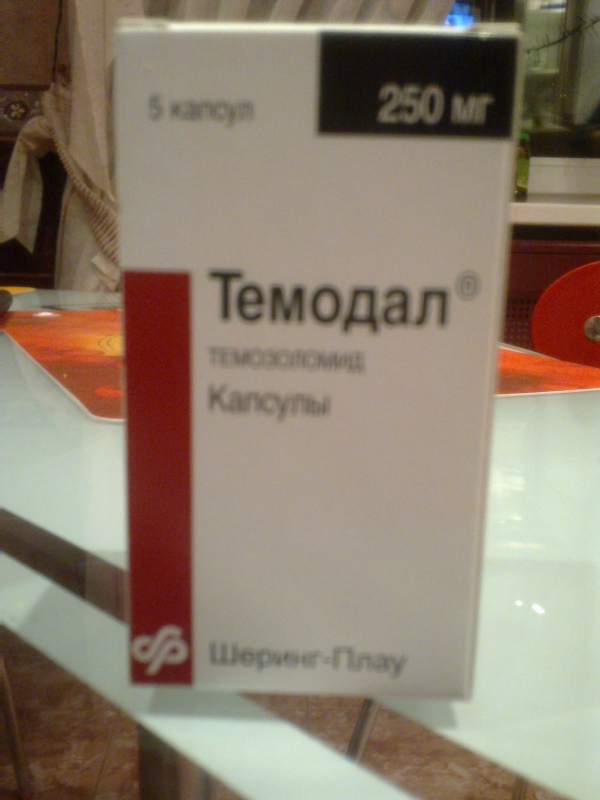 5 капсул
250 мг
Темодал®
темозоломид
Капсулы
Шеринг-Плау